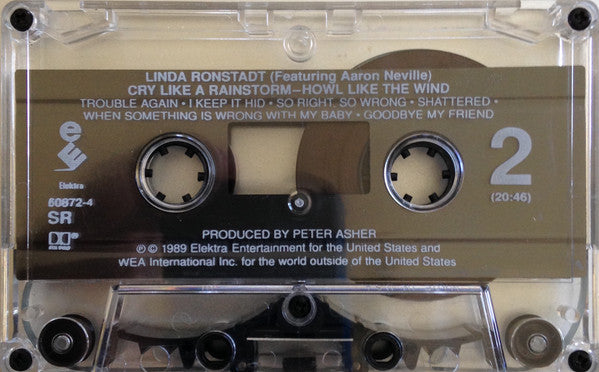 LINDA RONSTADT (Featuring Aaron Neville)
CRY LIKE A RAINSTORM–HOWL LIKE THE WIND
TROUBLE AGAIN • I KEEP IT HID • SO RIGHT, SO WRONG • SHATTERED •
WHEN SOMETHING IS WRONG WITH MY BABY • GOODBYE MY FRIEND
e
Elektra
60872-4
SR
2
(20:46)
PRODUCED BY PETER ASHER
℗ © 1989 Elektra Entertainment for the United States and
WEA International Inc. for the world outside of the United States